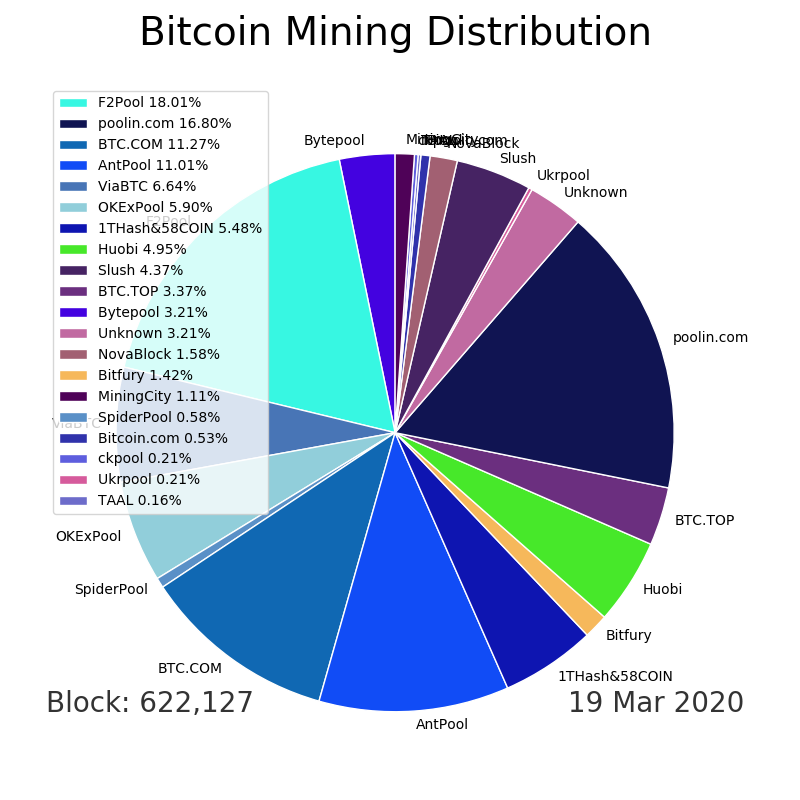 Bitcoin Mining Distribution
F2Pool 18.01%
poolin.com 16.80%
BTC.COM 11.27%
AntPool 11.01%
ViaBTC 6.64%
OKExPool 5.90%
1THash&58COIN 5.48%
Huobi 4.95%
Slush 4.37%
BTC.TOP 3.37%
Bytepool 3.21%
Unknown 3.21%
NovaBlock 1.58%
Bitfury 1.42%
MiningCity 1.11%
SpiderPool 0.58%
Bitcoin.com 0.53%
ckpool 0.21%
Ukrpool 0.21%
TAAL 0.16%
Bytepool
MiningCity
NovaBlock
Slush
Ukrpool
Unknown
F2Pool
poolin.com
ViaBTC
BTC.TOP
OKExPool
Huobi
SpiderPool
Bitfury
BTC.COM
1THash&58COIN
AntPool
Block: 622,127
19 Mar 2020